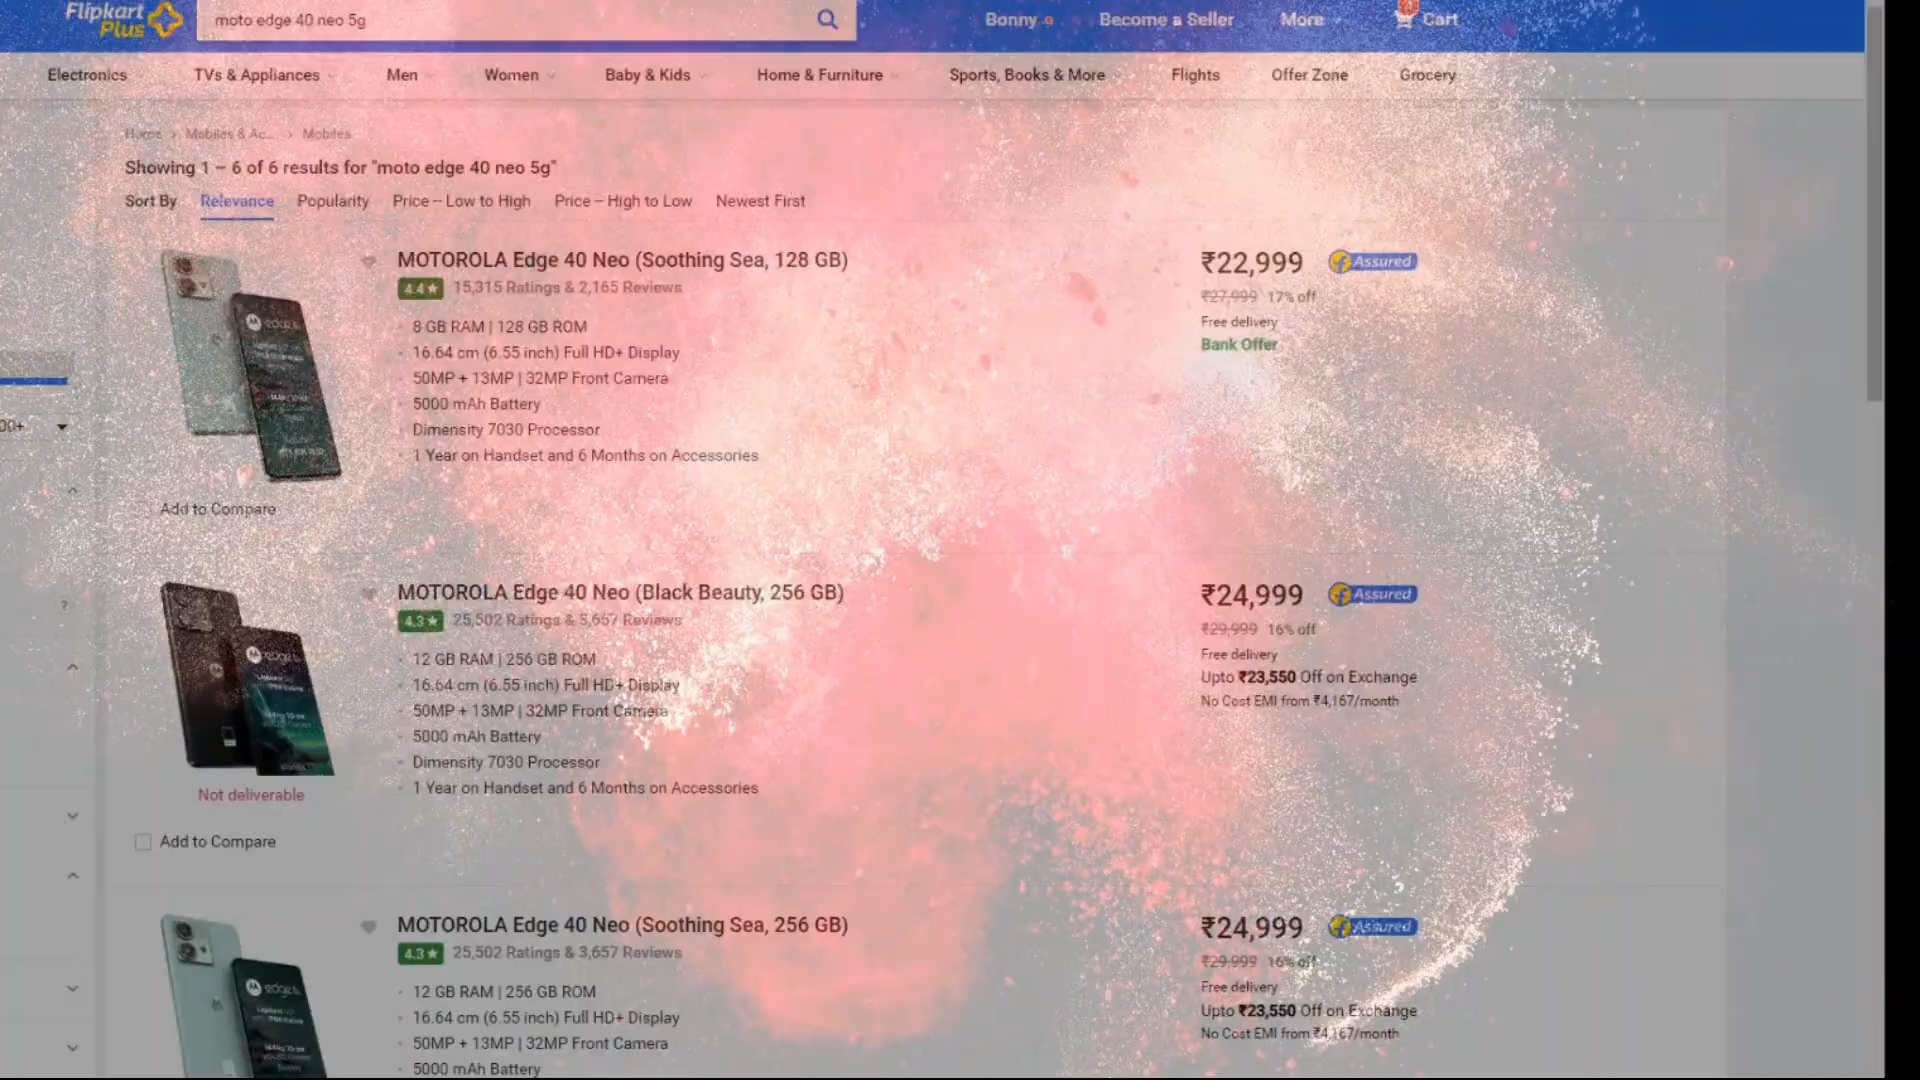 Flipkart
Plus
moto edge 40 neo 5g
Bonny
Become a Seller
More
Cart
Electronics
TVs & Appliances
Men
Women
Baby & Kids
Home & Furniture
Sports, Books & More
Flights
Offer Zone
Grocery
Home > Mobiles & Ac... > Mobiles
Showing 1 – 6 of 6 results for "moto edge 40 neo 5g"
Sort By Relevance Popularity Price -- Low to High Price -- High to Low Newest First
MOTOROLA Edge 40 Neo (Soothing Sea, 128 GB)
4.4★ 15,315 Ratings & 2,165 Reviews
8 GB RAM | 128 GB ROM
16.64 cm (6.55 inch) Full HD+ Display
50MP + 13MP | 32MP Front Camera
5000 mAh Battery
Dimensity 7030 Processor
1 Year on Handset and 6 Months on Accessories
₹22,999 Assured
₹27,999 17% off
Free delivery
Bank Offer
00+
Add to Compare
MOTOROLA Edge 40 Neo (Black Beauty, 256 GB)
4.3★ 25,502 Ratings & 3,657 Reviews
12 GB RAM | 256 GB ROM
16.64 cm (6.55 inch) Full HD+ Display
50MP + 13MP | 32MP Front Camera
5000 mAh Battery
Dimensity 7030 Processor
1 Year on Handset and 6 Months on Accessories
₹24,999 Assured
₹29,999 16% off
Free delivery
Upto ₹23,550 Off on Exchange
No Cost EMI from ₹4,167/month
?
Not deliverable
Add to Compare
MOTOROLA Edge 40 Neo (Soothing Sea, 256 GB)
4.3★ 25,502 Ratings & 3,657 Reviews
12 GB RAM | 256 GB ROM
16.64 cm (6.55 inch) Full HD+ Display
50MP + 13MP | 32MP Front Camera
5000 mAh Battery
₹24,999 Assured
₹29,999 16% off
Free delivery
Upto ₹23,550 Off on Exchange
No Cost EMI from ₹4,167/month